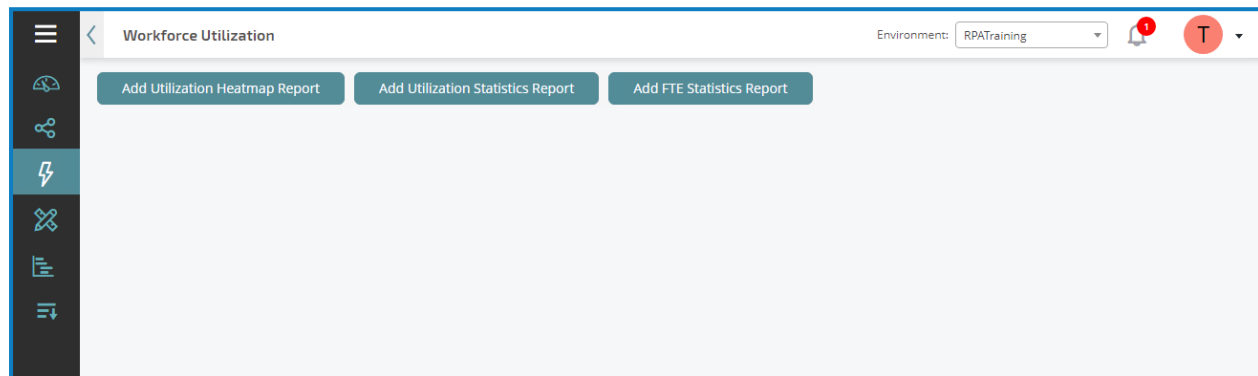 Workforce Utilization
Environment: RPATraining
1
T
Add Utilization Heatmap Report
Add Utilization Statistics Report
Add FTE Statistics Report